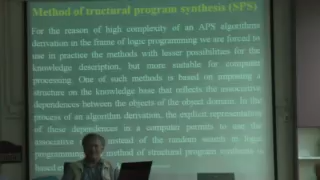 Method of tructural program synthesis (SPS)
For the reason of high complexity of an APS algorithms
derivation in the frame of logic programming we are forced to
use in practice the methods with lesser possibilities for the
knowledge description, but more suitable for computer
processing. One of such methods is based on imposing a
structure on the knowledge base that reflects the associative
dependences between the objects of the object domain. In the
process of an algorithm derivation, the explicit representation
of these dependences in a computer permits to use the
associative instead of the random search in logic
programming method of structural program synthesis
based